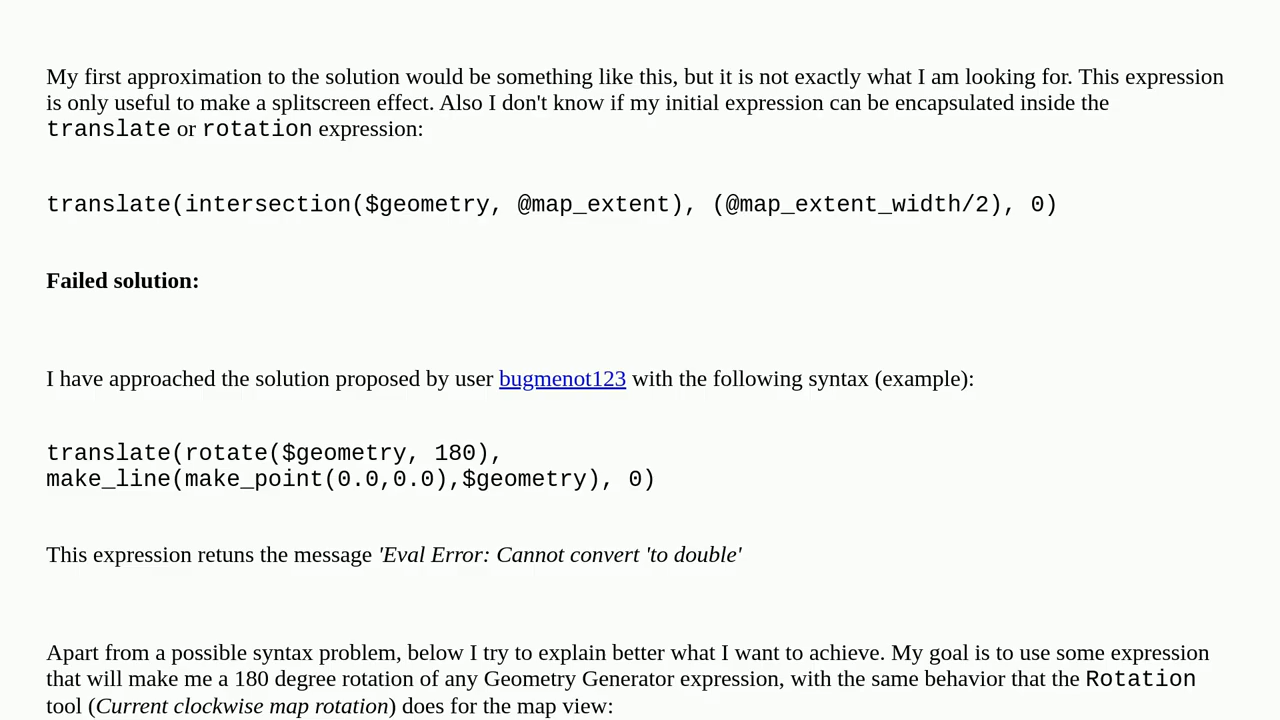 My first approximation to the solution would be something like this, but it is not exactly what I am looking for. This expression
is only useful to make a splitscreen effect. Also I don't know if my initial expression can be encapsulated inside the
translate or rotation expression:
translate(intersection($geometry, @map_extent), (@map_extent_width/2), 0)
Failed solution:
I have approached the solution proposed by user bugmenot123 with the following syntax (example):
translate(rotate($geometry, 180),
make_line(make_point(0.0,0.0),$geometry), 0)
This expression retuns the message 'Eval Error: Cannot convert 'to double'
Apart from a possible syntax problem, below I try to explain better what I want to achieve. My goal is to use some expression
that will make me a 180 degree rotation of any Geometry Generator expression, with the same behavior that the Rotation
tool (Current clockwise map rotation) does for the map view: